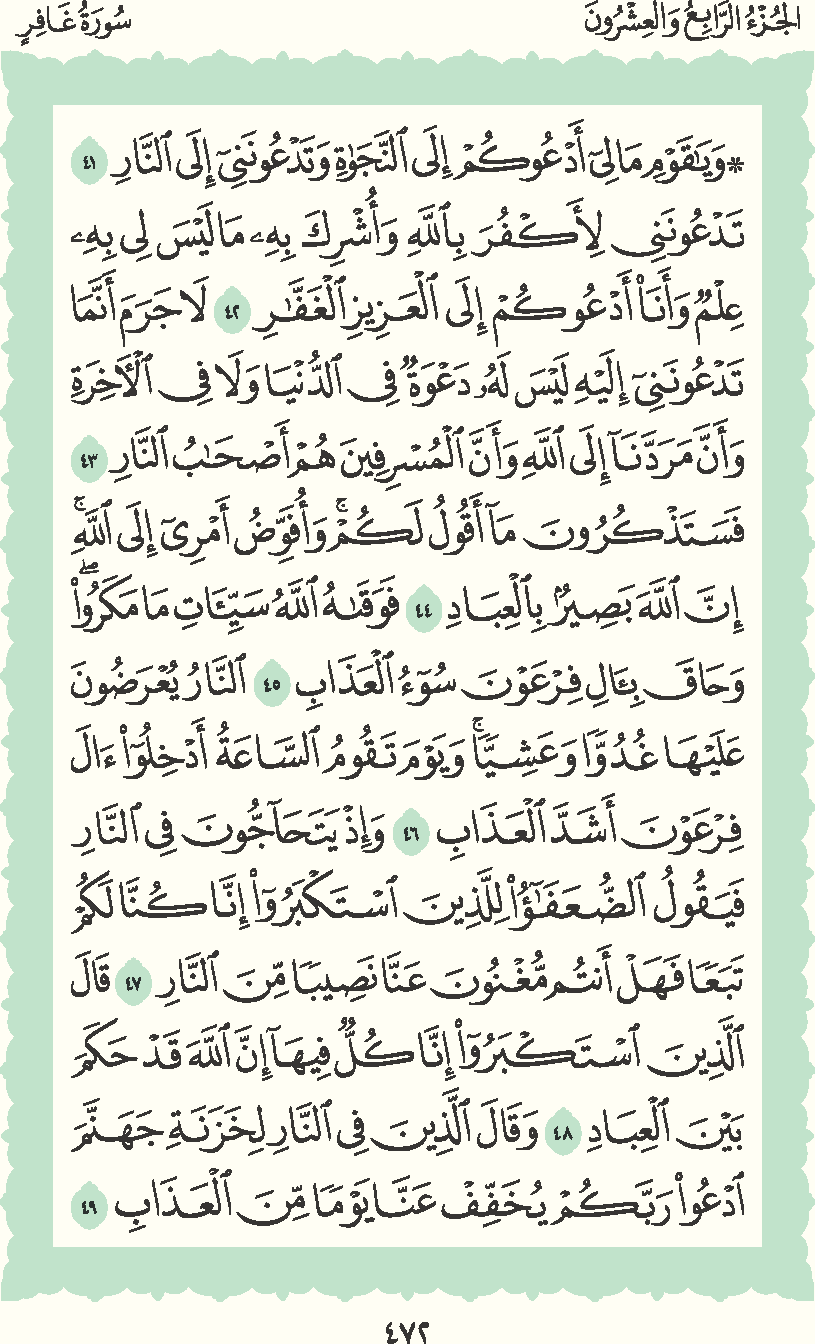 الجُزْءُ الرَّابِعُ وَالعِشْرُونَ سُورَةُ غَافِرٍ
* وَيَٰقَوْمِ مَا لِىٓ أَدْعُوكُمْ إِلَى ٱلنَّجَوٰةِ وَتَدْعُونَنِىٓ إِلَى ٱلنَّارِ ٤١
تَدْعُونَنِى لِأَكْفُرَ بِٱللَّهِ وَأُشْرِكَ بِهِۦ مَا لَيْسَ لِى بِهِۦ
عِلْمٌ وَأَنَا۠ أَدْعُوكُمْ إِلَى ٱلْعَزِيزِ ٱلْغَفَّٰرِ ٤٢ لَا جَرَمَ أَنَّمَا
تَدْعُونَنِىٓ إِلَيْهِ لَيْسَ لَهُۥ دَعْوَةٌ فِى ٱلدُّنْيَا وَلَا فِى ٱلْأَخِرَةِ
وَأَنَّ مَرَدَّنَآ إِلَى ٱللَّهِ وَأَنَّ ٱلْمُسْرِفِينَ هُمْ أَصْحَٰبُ ٱلنَّارِ ٤٣
فَسَتَذْكُرُونَ مَآ أَقُولُ لَكُمْۚ وَأُفَوِّضُ أَمْرِىٓ إِلَى ٱللَّهِۚ
إِنَّ ٱللَّهَ بَصِيرٌۢ بِٱلْعِبَادِ ٤٤ فَوَقَىٰهُ ٱللَّهُ سَيِّـَٔاتِ مَا مَكَرُوا۟ۖ
وَحَاقَ بِـَٔالِ فِرْعَوْنَ سُوٓءُ ٱلْعَذَابِ ٤٥ ٱلنَّارُ يُعْرَضُونَ
عَلَيْهَا غُدُوًّا وَعَشِيًّاۚ وَيَوْمَ تَقُومُ ٱلسَّاعَةُ أَدْخِلُوٓا۟ ءَالَ
فِرْعَوْنَ أَشَدَّ ٱلْعَذَابِ ٤٦ وَإِذْ يَتَحَآجُّونَ فِى ٱلنَّارِ
فَيَقُولُ ٱلضُّعَفَٰٓؤُا۟ لِلَّذِينَ ٱسْتَكْبَرُوٓا۟ إِنَّا كُنَّا لَكُمْ
تَبَعًا فَهَلْ أَنتُم مُّغْنُونَ عَنَّا نَصِيبًا مِّنَ ٱلنَّارِ ٤٧ قَالَ
ٱلَّذِينَ ٱسْتَكْبَرُوٓا۟ إِنَّا كُلٌّ فِيهَآ إِنَّ ٱللَّهَ قَدْ حَكَمَ
بَيْنَ ٱلْعِبَادِ ٤٨ وَقَالَ ٱلَّذِينَ فِى ٱلنَّارِ لِخَزَنَةِ جَهَنَّمَ
ٱدْعُوا۟ رَبَّكُمْ يُخَفِّفْ عَنَّا يَوْمًا مِّنَ ٱلْعَذَابِ ٤٩
٤٧٢